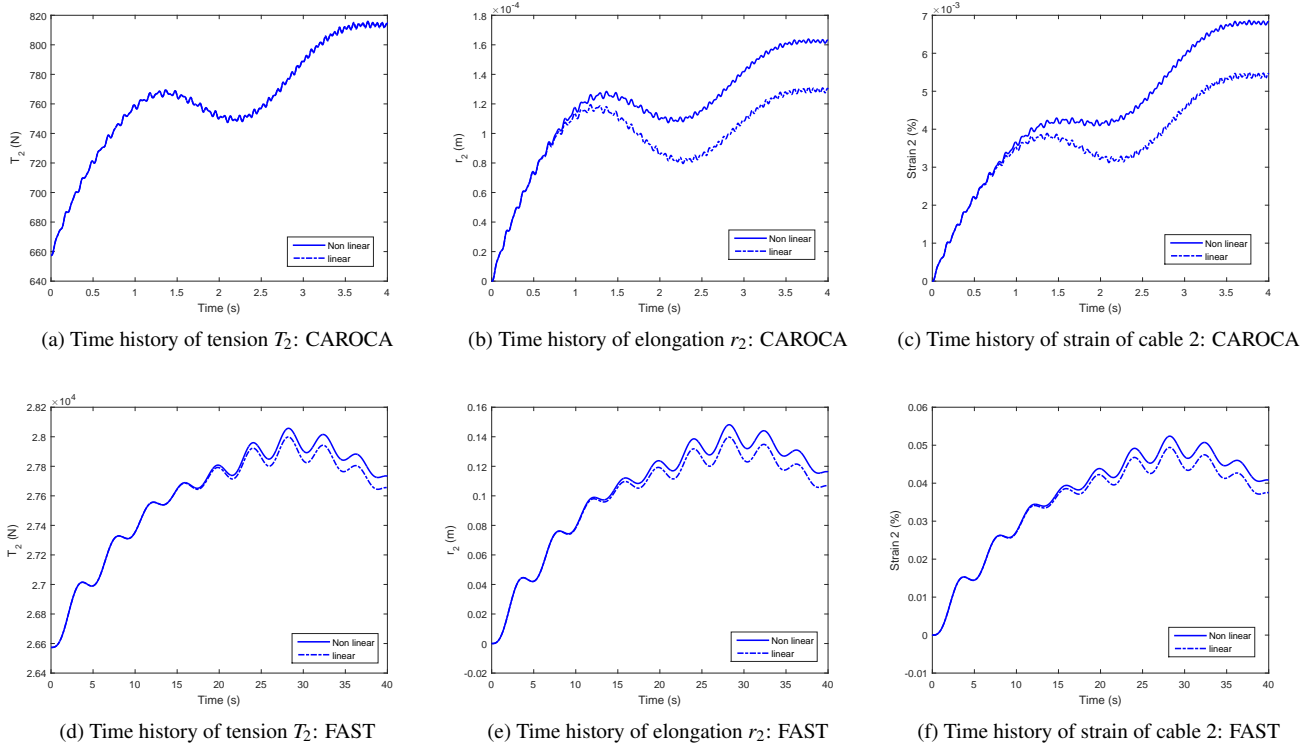 820
800
780
760
740
720
700
680
660
640
T2 (N)
0 0.5 1 1.5 2 2.5 3 3.5 4
Time (s)
Non linear
linear
(a) Time history of tension T2: CAROCA
×10-4
1.8
1.6
1.4
1.2
1
0.8
0.6
0.4
0.2
0
r2 (m)
0 0.5 1 1.5 2 2.5 3 3.5 4
Time (s)
Non linear
linear
(b) Time history of elongation r2: CAROCA
×10-3
7
6
5
4
3
2
1
0
Strain 2 (%)
0 0.5 1 1.5 2 2.5 3 3.5 4
Time (s)
Non linear
linear
(c) Time history of strain of cable 2: CAROCA
×104
2.82
2.8
2.78
2.76
2.74
2.72
2.7
2.68
2.66
2.64
T2 (N)
0 5 10 15 20 25 30 35 40
Time (s)
Non linear
linear
(d) Time history of tension T2: FAST
0.16
0.14
0.12
0.1
0.08
0.06
0.04
0.02
0
-0.02
r2 (m)
0 5 10 15 20 25 30 35 40
Time (s)
Non linear
linear
(e) Time history of elongation r2: FAST
0.06
0.05
0.04
0.03
0.02
0.01
0
-0.01
Strain 2 (%)
0 5 10 15 20 25 30 35 40
Time (s)
Non linear
linear
(f) Time history of strain of cable 2: FAST